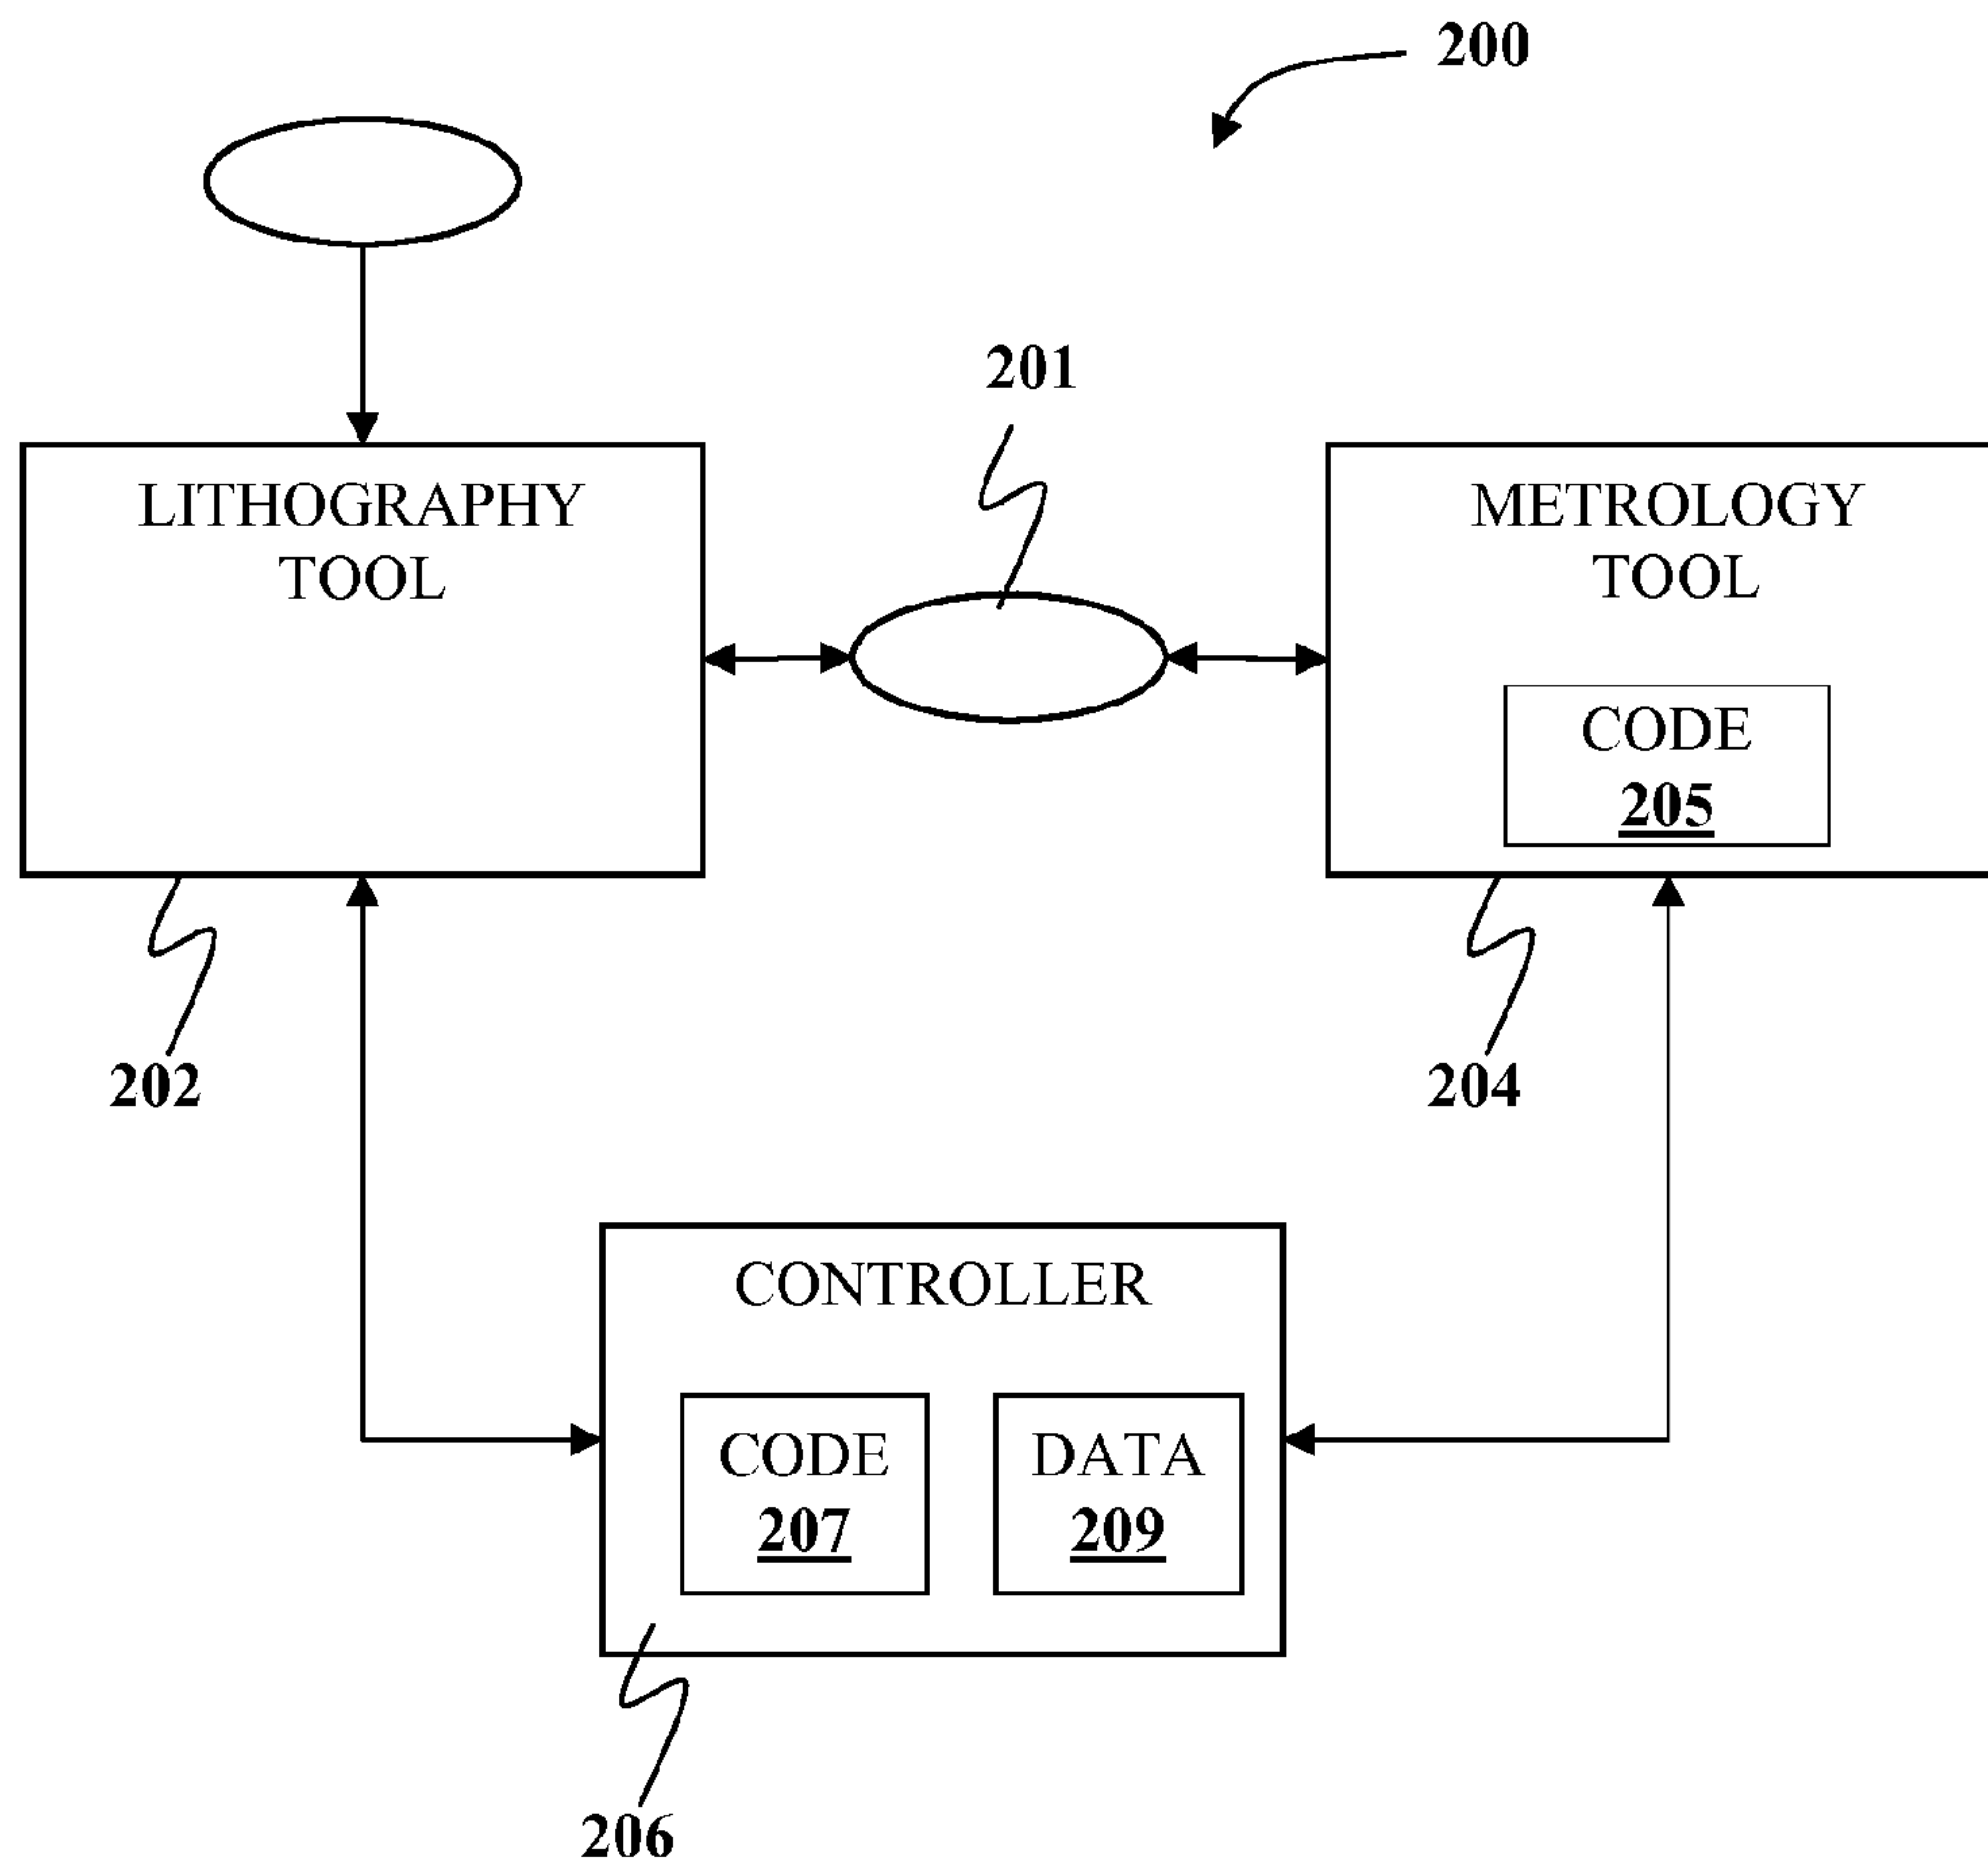 200
201
LITHOGRAPHY
TOOL
METROLOGY
TOOL
CODE
205
202
204
CONTROLLER
CODE
207
DATA
209
206